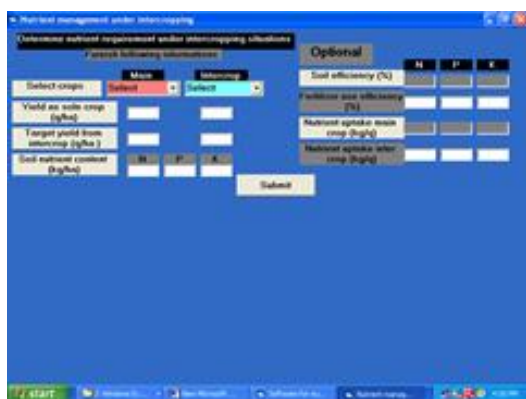 Nutrient management under intercropping
Determine nutrient requirement under intercropping situations
Furnish following informations
Optional
N P K
Main Intercrop
Soil efficiency (%)
Select crops Select Select
Fertilizer use efficiency
(%)
Yield as sole crop
(q/ha)
Nutrient uptake main
crop (kg/q)
Target yield from
intercrop (q/ha)
Nutrient uptake inter
crop (kg/q)
Soil nutrient content
(kg/ha)
N P K
Submit
start